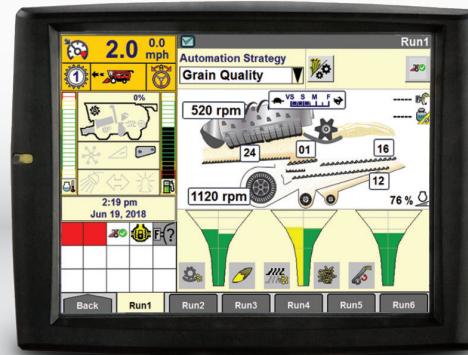 2.0 0.0 mph
1
0%
2:19 pm
Jun 19, 2018
F-?
Run1
Automation Strategy
Grain Quality
VS S M F
520 rpm
24
01
16
12
1120 rpm
76 %
Back
Run1
Run2
Run3
Run4
Run5
Run6